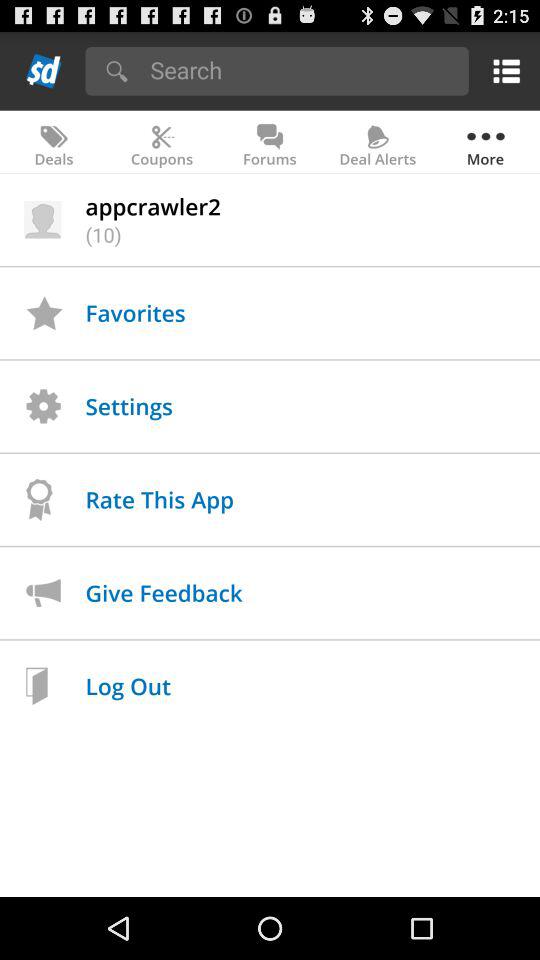 2:15
$d
Search
Deals Coupons Forums Deal Alerts More
appcrawler2
(10)
Favorites
Settings
Rate This App
Give Feedback
Log Out